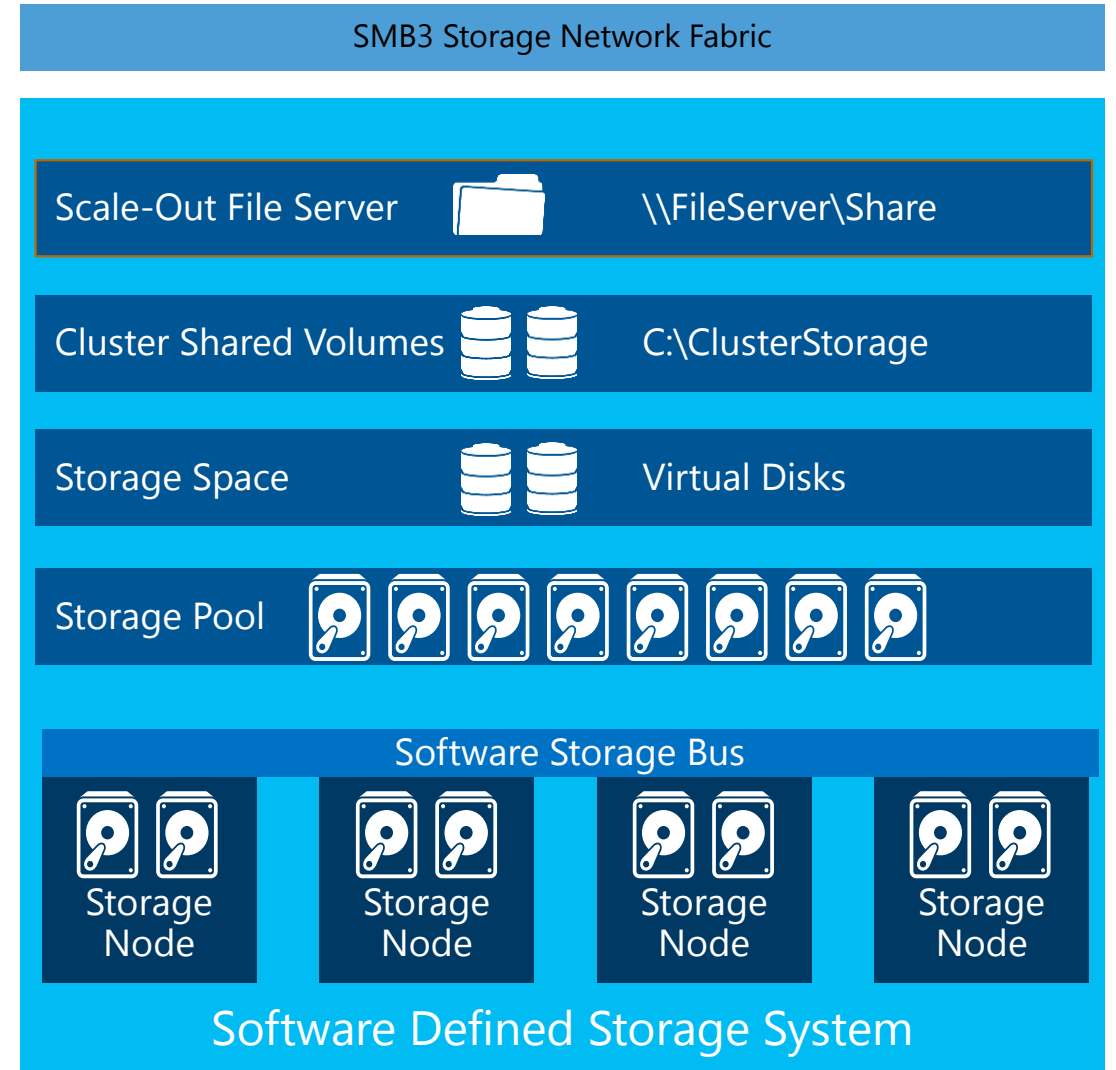 SMB3 Storage Network Fabric
Scale-Out File Server
\\FileServer\Share
Cluster Shared Volumes
C:\ClusterStorage
Storage Space
Virtual Disks
Storage Pool
Software Storage Bus
Storage
Node
Storage
Node
Storage
Node
Storage
Node
Software Defined Storage System